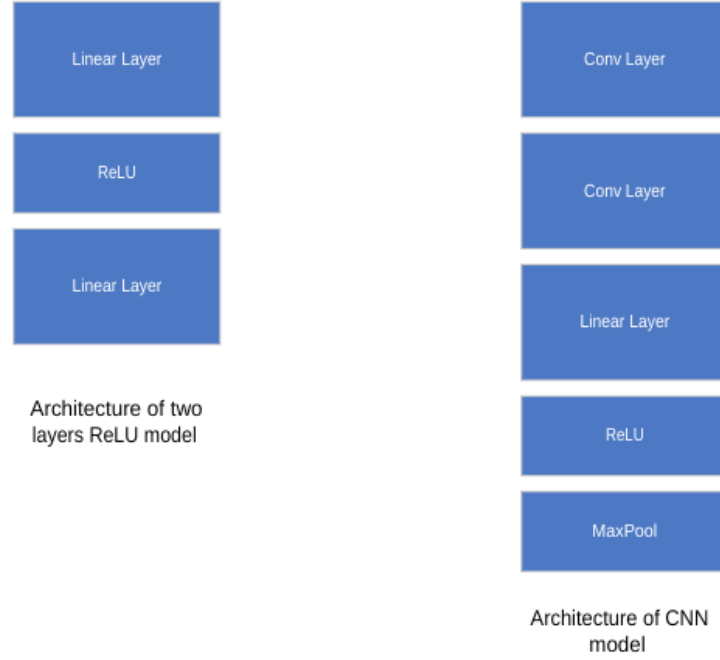 Linear Layer
ReLU
Linear Layer
Architecture of two
layers ReLU model
Conv Layer
Conv Layer
Linear Layer
ReLU
MaxPool
Architecture of CNN
model